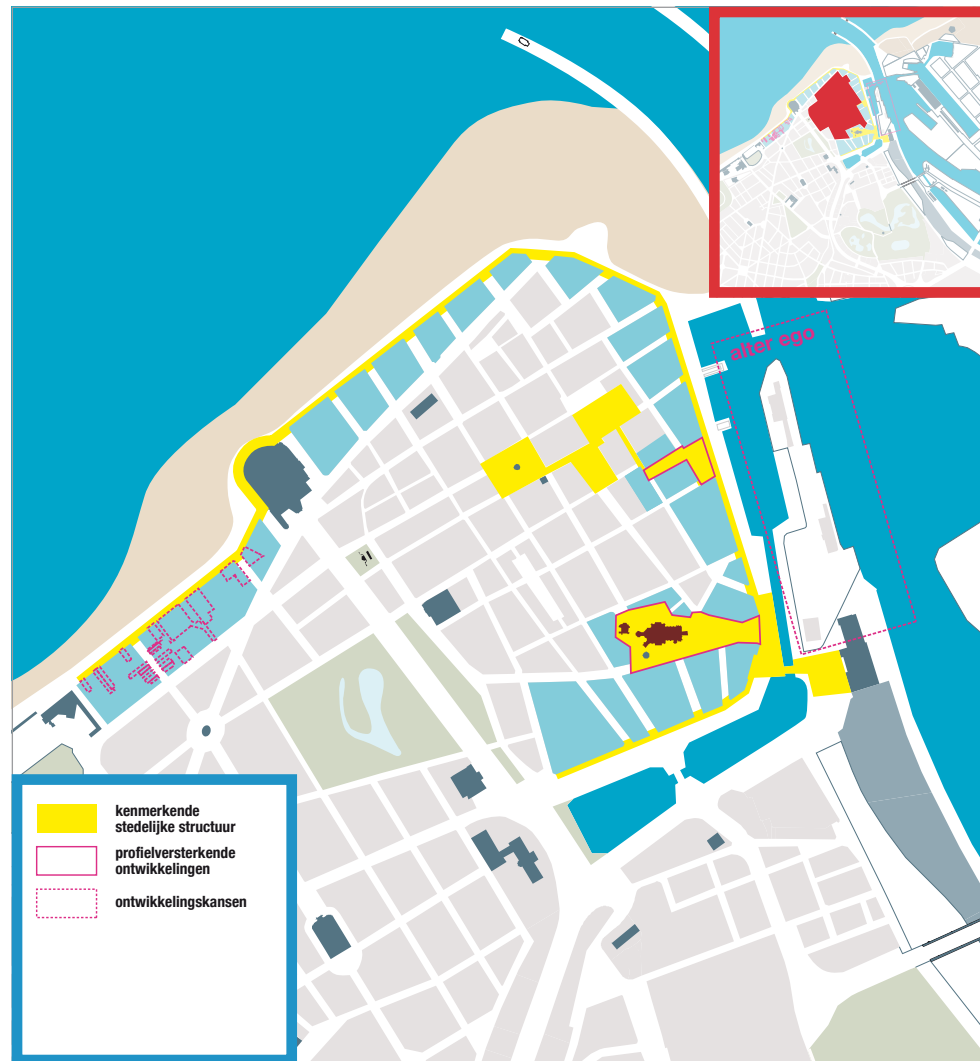 alter ego
kenmerkende
stedelijke structuur
profielversterkende
ontwikkelingen
ontwikkelingskansen